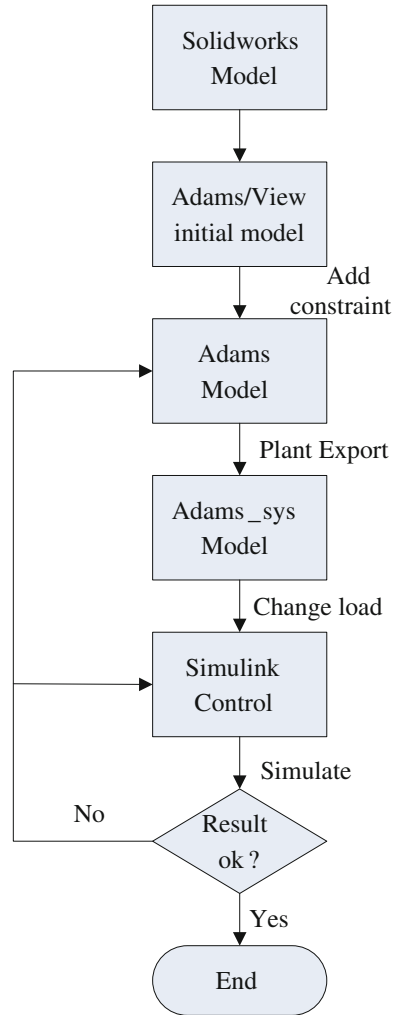 Solidworks
Model
Adams/View
initial model
Add
constraint
Adams
Model
Plant Export
Adams_sys
Model
Change load
Simulink
Control
Simulate
No
Result
ok?
Yes
End